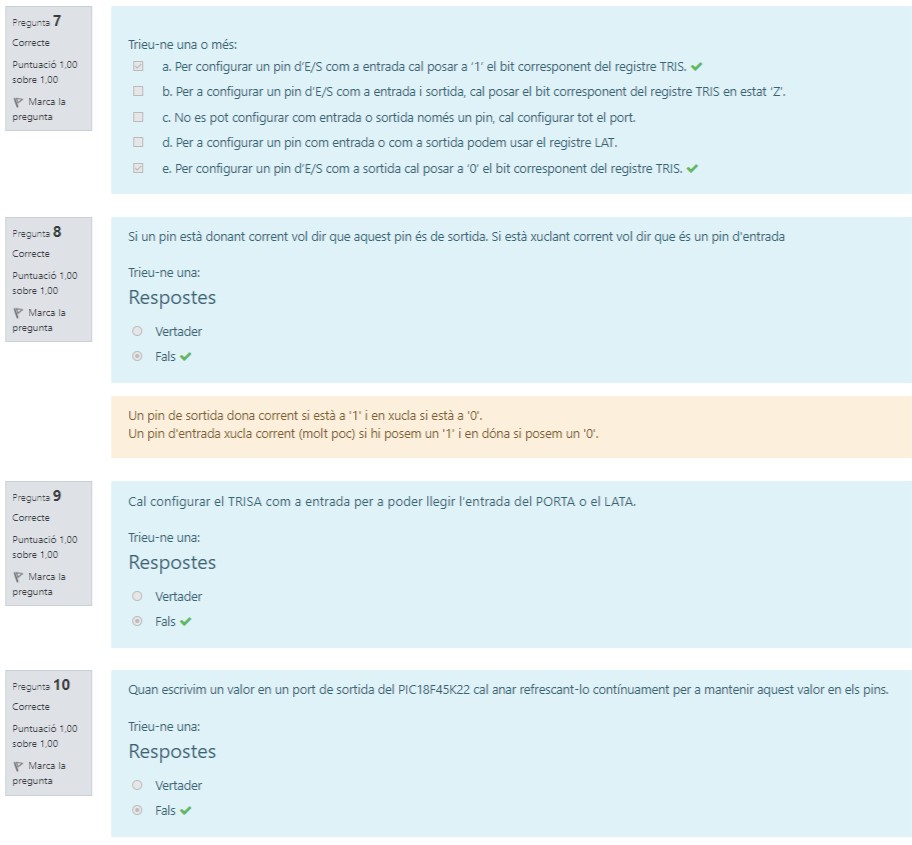 Pregunta 7
Correcte
Puntuació 1,00
sobre 1,00
Marca la
pregunta
Trieu-ne una o més:
a. Per configurar un pin d'E/S com a entrada cal posar a '1' el bit corresponent del registre TRIS.
b. Per a configurar un pin d'E/S com a entrada i sortida, cal posar el bit corresponent del registre TRIS en estat 'Z'.
c. No es pot configurar com entrada o sortida només un pin, cal configurar tot el port.
d. Per a configurar un pin com entrada o com a sortida podem usar el registre LAT.
e. Per configurar un pin d'E/S com a sortida cal posar a '0' el bit corresponent del registre TRIS.
Pregunta 8
Correcte
Puntuació 1,00
sobre 1,00
Marca la
pregunta
Si un pin està donant corrent vol dir que aquest pin és de sortida. Si està xuclant corrent vol dir que és un pin d'entrada
Trieu-ne una:
Respostes
Vertader
Fals
Un pin de sortida dona corrent si està a '1' i en xucla si està a '0'.
Un pin d'entrada xucla corrent (molt poc) si hi posem un '1' i en dóna si posem un '0'.
Pregunta 9
Correcte
Puntuació 1,00
sobre 1,00
Marca la
pregunta
Cal configurar el TRISA com a entrada per a poder llegir l'entrada del PORTA o el LATA.
Trieu-ne una:
Respostes
Vertader
Fals
Pregunta 10
Correcte
Puntuació 1,00
sobre 1,00
Marca la
pregunta
Quan escrivim un valor en un port de sortida del PIC18F45K22 cal anar refrescant-lo contínuament per a mantenir aquest valor en els pins.
Trieu-ne una:
Respostes
Vertader
Fals